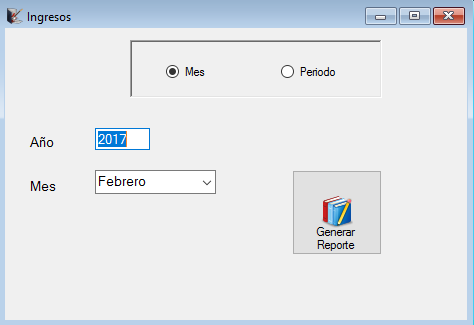 Ingresos
Mes
Periodo
Año
2017
Mes
Febrero
Generar
Reporte